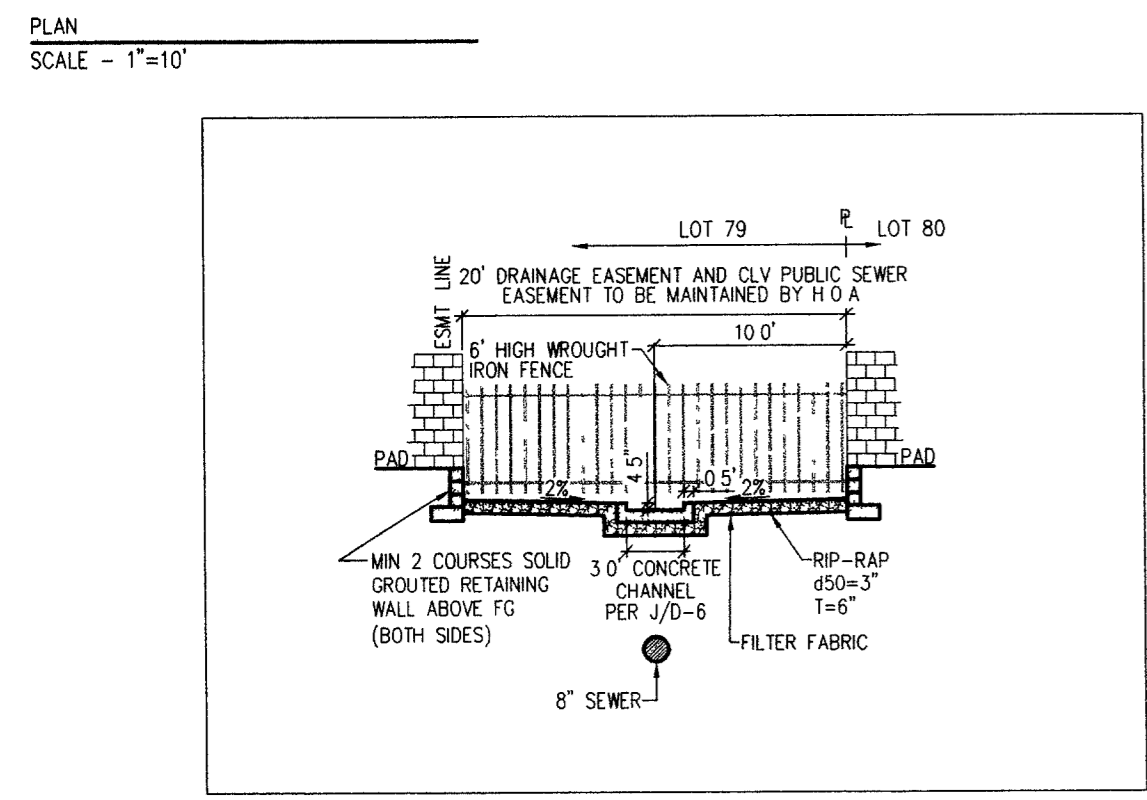 PLAN
SCALE - 1"=10'
LOT 79
PL
LOT 80
ESMT LINE
20' DRAINAGE EASEMENT AND CLV PUBLIC SEWER
EASEMENT TO BE MAINTAINED BY H O A
10 0'
6' HIGH WROUGHT
IRON FENCE
PAD
PAD
4 5"
0 5'
2%
2%
MIN 2 COURSES SOLID
GROUTED RETAINING
WALL ABOVE FG
(BOTH SIDES)
3 0' CONCRETE
CHANNEL
PER J/D-6
RIP-RAP
d50=3"
T=6"
FILTER FABRIC
8" SEWER